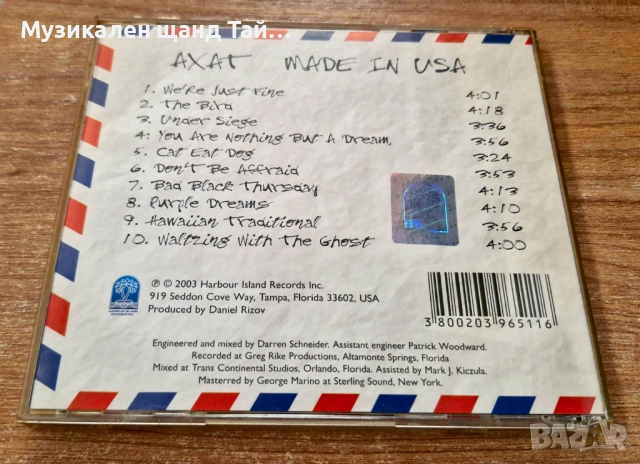 Музикален щанд Тай...
AXAT MADE IN USA
1. We're Just Fine 4:01
2. The Bird 4:18
3. Under Siege 3:36
4. You Are Nothing But A Dream, 3:56
5. Cat Eat Dog 3:24
6. Don't Be Affraid 3:53
7. Bad Black Thursday 4:13
8. Purple Dreams 4:10
9. Hawaiian Traditional 3:56
10. Waltzing With The Ghost 4:00
℗ © 2003 Harbour Island Records Inc.
919 Seddon Cove Way, Tampa, Florida 33602, USA
Produced by Daniel Rizov
3 800203 965116
Engineered and mixed by Darren Schneider. Assistant engineer Patrick Woodward.
Recorded at Greg Rike Productions, Altamonte Springs, Florida
Mixed at Trans Continental Studios, Orlando, Florida. Assisted by Mark J. Kiczula.
Masterred by George Marino at Sterling Sound, New York.
BAZAR